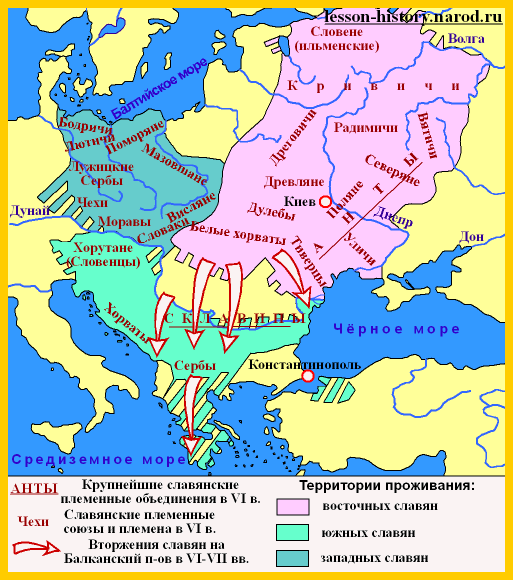 lesson-history.narod.ru
Словене
(ильменские)
Волга
Балтийское море
Кривичи
Бодричи
Лютичи
Поморяне
Мазовшане
Дреговичи
Радимичи
Вятичи
Лужицкие
Сербы
Северяне
Древляне
Поляне
Киев
Чехи
Висляне
Дулебы
АНТЫ
Днепр
Дунай
Моравы
Словаки
Белые хорваты
Уличи
Тиверцы
Дон
Хорутане
(Словенцы)
Хорваты
СКЛАВИНЫ
Чёрное море
Сербы
Константинополь
Средиземное море
АНТЫ
Крупнейшие славянские
племенные объединения в VI в.
Чехи
Славянские племенные
союзы и племена в VI в.
Вторжения славян на
Балканский п-ов в VI-VII вв.
Территории проживания:
восточных славян
южных славян
западных славян